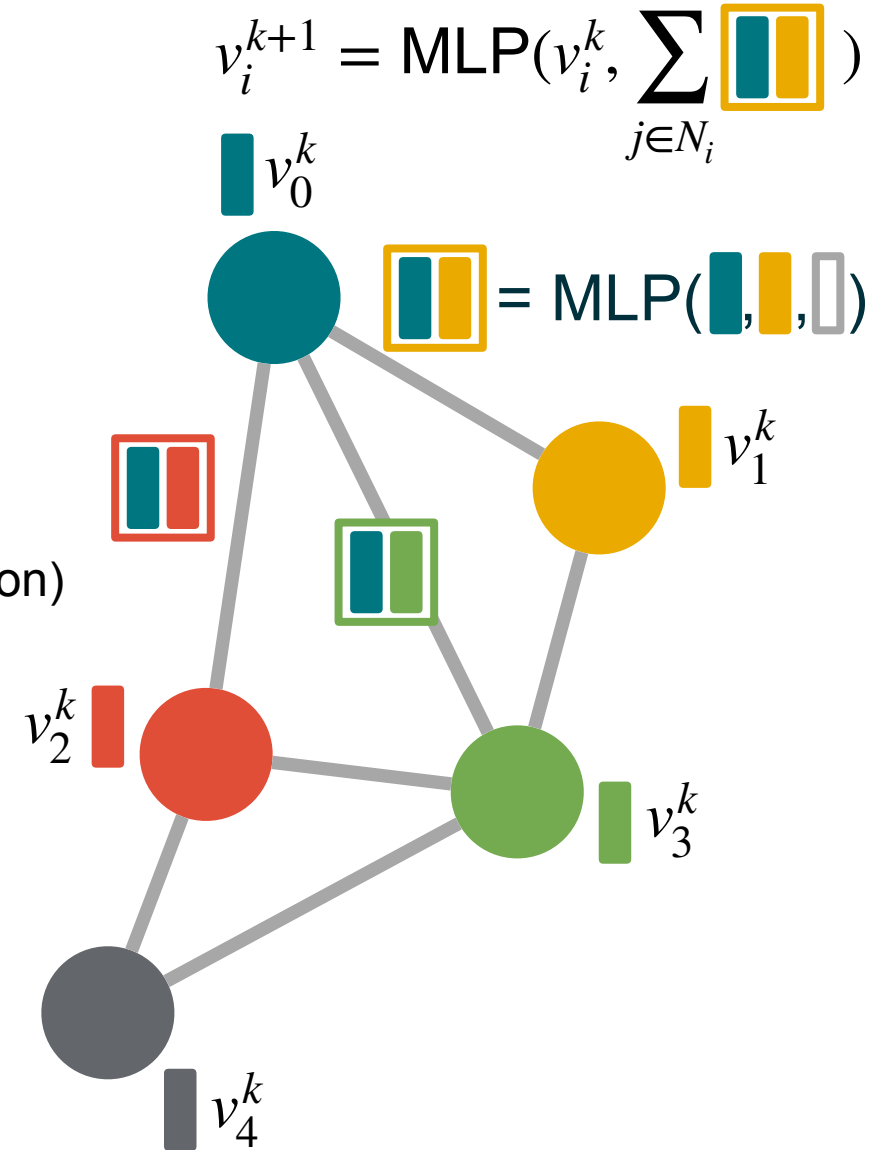 v_i^{k+1} = MLP(v_i^k, ∑_{j∈N_i} )
v_0^k
= MLP( , , )
v_1^k
on)
v_2^k
v_3^k
v_4^k